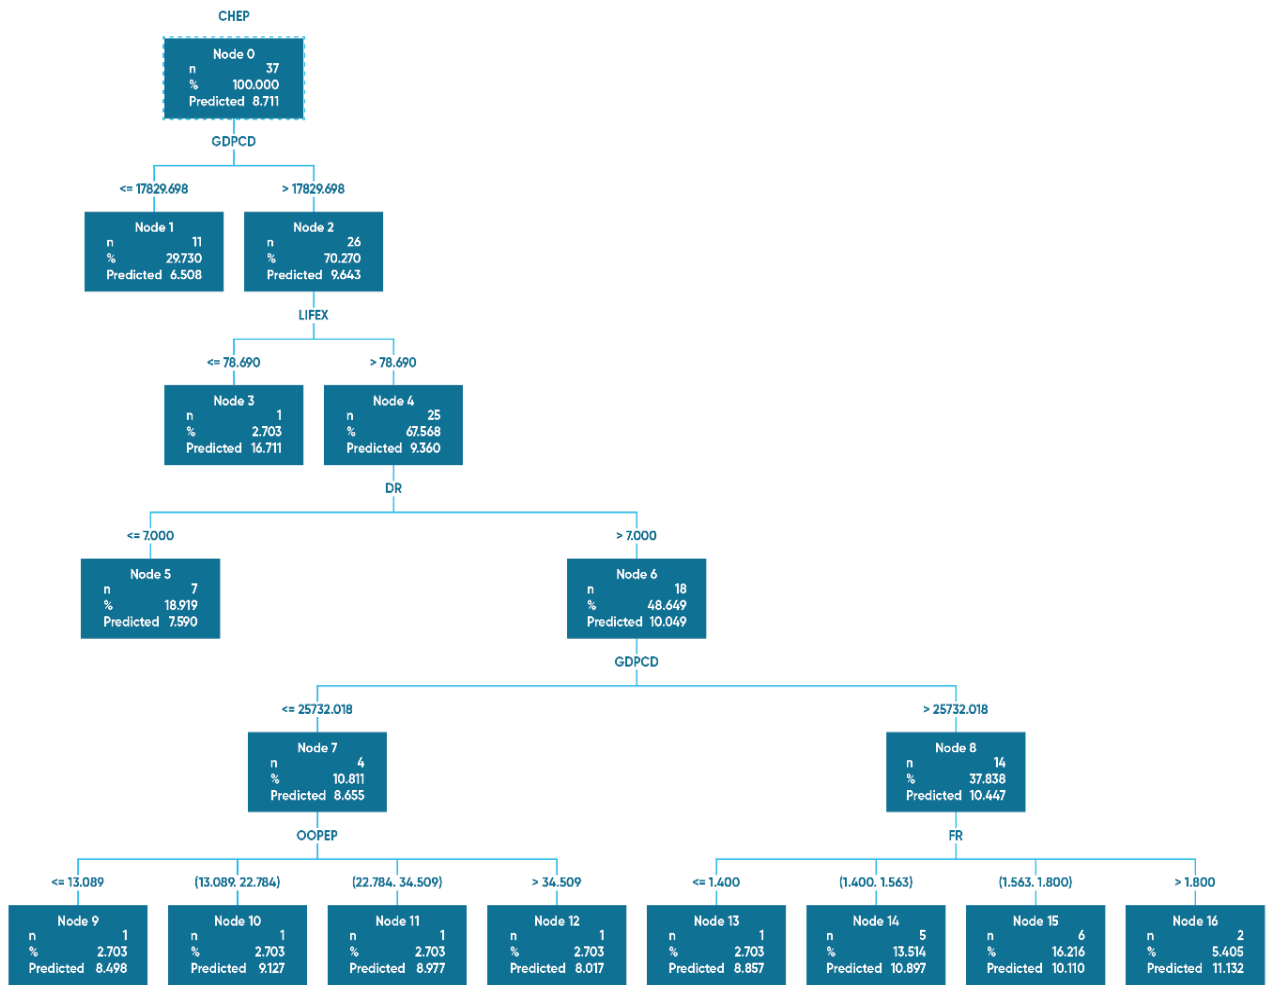 CHEP
Node 0
n 37
% 100.000
Predicted 8.711
GDPCD
<= 17829.698
> 17829.698
Node 1
n 11
% 29.730
Predicted 6.508
Node 2
n 26
% 70.270
Predicted 9.643
LIFEX
<= 78.690
> 78.690
Node 3
n 1
% 2.703
Predicted 16.711
Node 4
n 25
% 67.568
Predicted 9.360
DR
<= 7.000
> 7.000
Node 5
n 7
% 18.919
Predicted 7.590
Node 6
n 18
% 48.649
Predicted 10.049
GDPCD
<= 25732.018
> 25732.018
Node 7
n 4
% 10.811
Predicted 8.655
Node 8
n 14
% 37.838
Predicted 10.447
OOPEP
FR
<= 13.089
(13.089. 22.784)
(22.784. 34.509)
> 34.509
<= 1.400
(1.400. 1.563)
(1.563. 1.800)
> 1.800
Node 9
n 1
% 2.703
Predicted 8.498
Node 10
n 1
% 2.703
Predicted 9.127
Node 11
n 1
% 2.703
Predicted 8.977
Node 12
n 1
% 2.703
Predicted 8.017
Node 13
n 1
% 2.703
Predicted 8.857
Node 14
n 5
% 13.514
Predicted 10.897
Node 15
n 6
% 16.216
Predicted 10.110
Node 16
n 2
% 5.405
Predicted 11.132